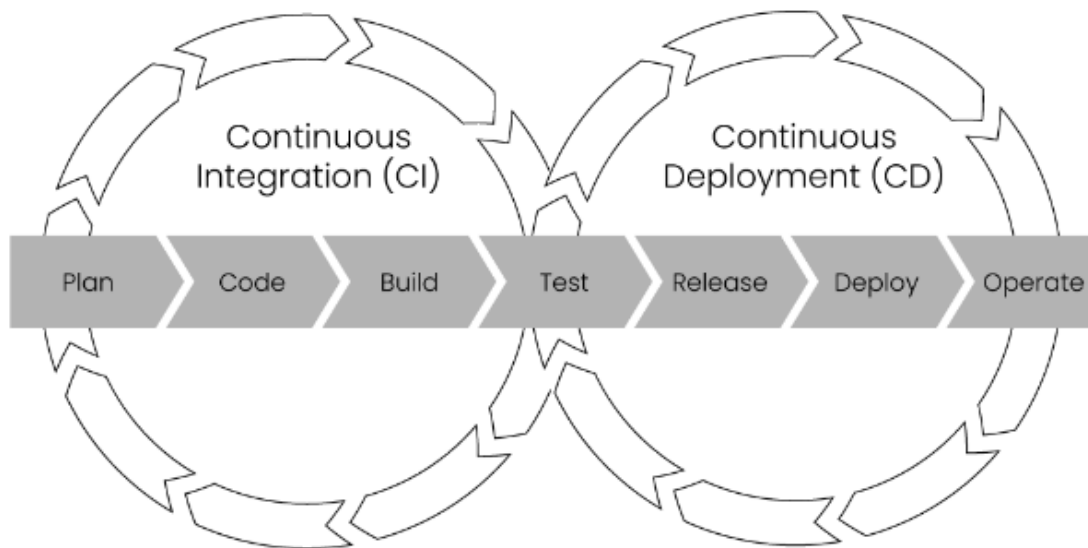 Continuous
Integration (CI)
Continuous
Deployment (CD)
Plan
Code
Build
Test
Release
Deploy
Operate